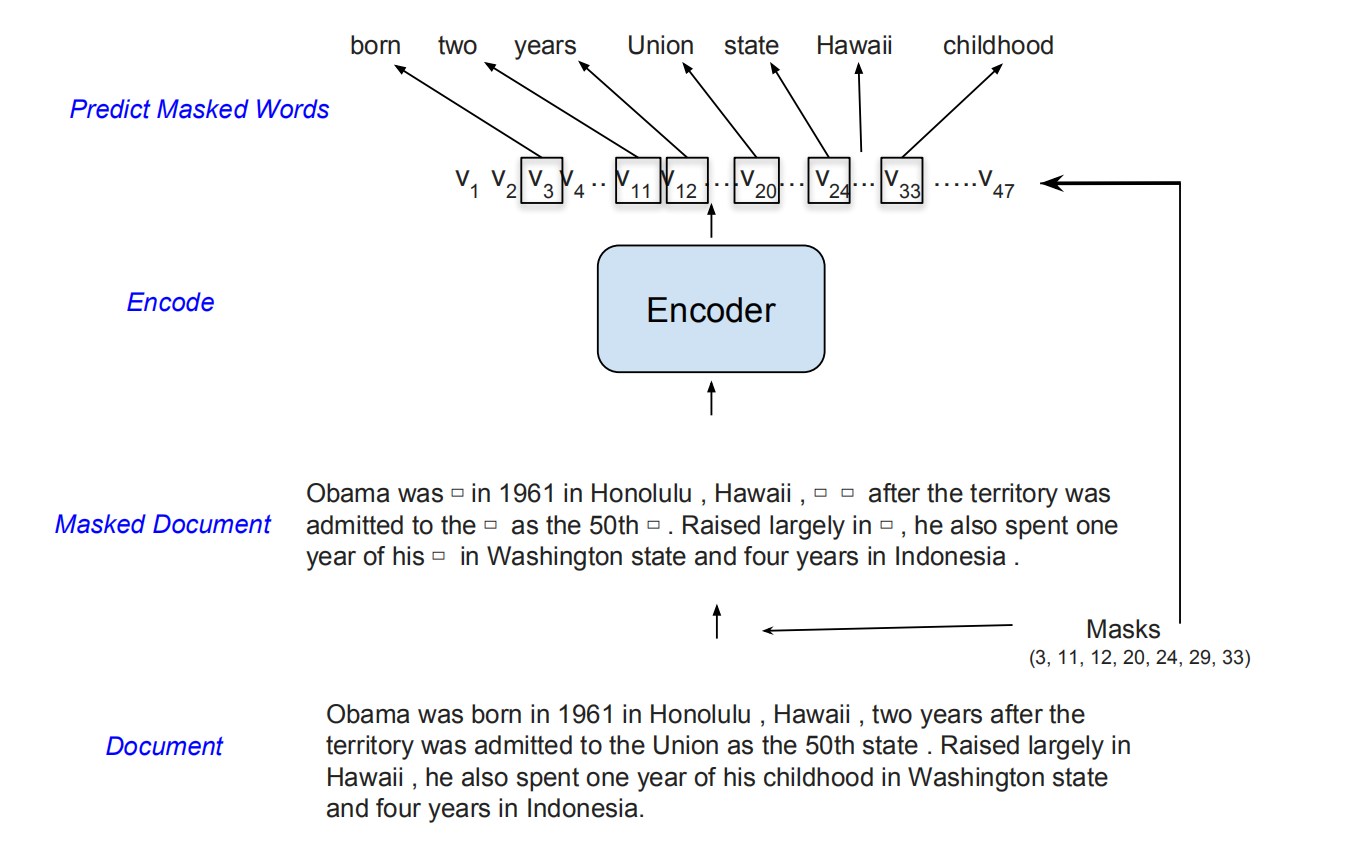 born two years Union state Hawaii childhood
Predict Masked Words
v1 v2 v3 v4 .. v11 v12 .... v20 ... v24 ... v33 .....v47
Encode
Encoder
Obama was ▭ in 1961 in Honolulu , Hawaii , ▭ ▭ after the territory was
Masked Document
admitted to the ▭ as the 50th ▭ . Raised largely in ▭ , he also spent one
year of his ▭ in Washington state and four years in Indonesia .
Masks
(3, 11, 12, 20, 24, 29, 33)
Obama was born in 1961 in Honolulu , Hawaii , two years after the
Document
territory was admitted to the Union as the 50th state . Raised largely in
Hawaii , he also spent one year of his childhood in Washington state
and four years in Indonesia.